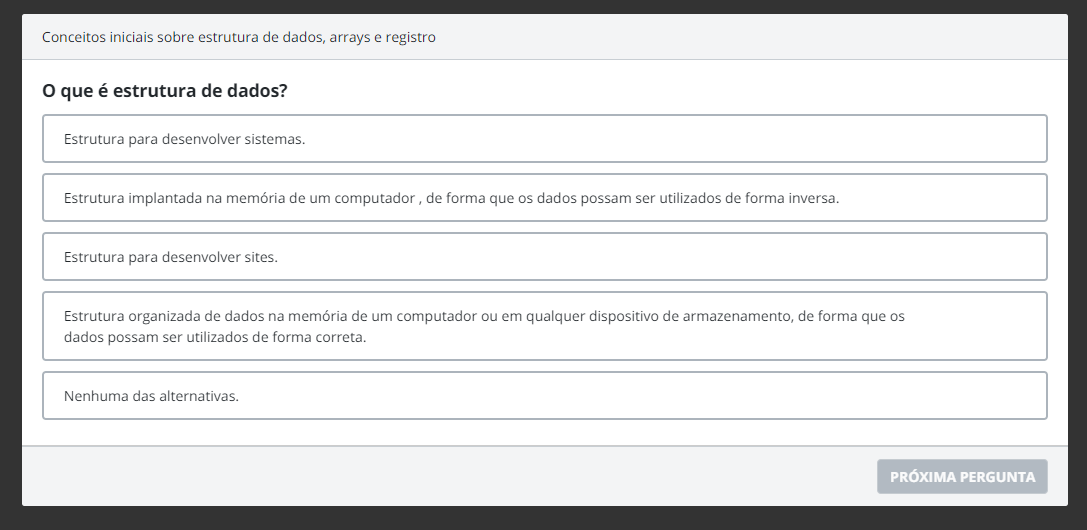 Conceitos iniciais sobre estrutura de dados, arrays e registro
O que é estrutura de dados?
Estrutura para desenvolver sistemas.
Estrutura implantada na memória de um computador , de forma que os dados possam ser utilizados de forma inversa.
Estrutura para desenvolver sites.
Estrutura organizada de dados na memória de um computador ou em qualquer dispositivo de armazenamento, de forma que os
dados possam ser utilizados de forma correta.
Nenhuma das alternativas.
PRÓXIMA PERGUNTA